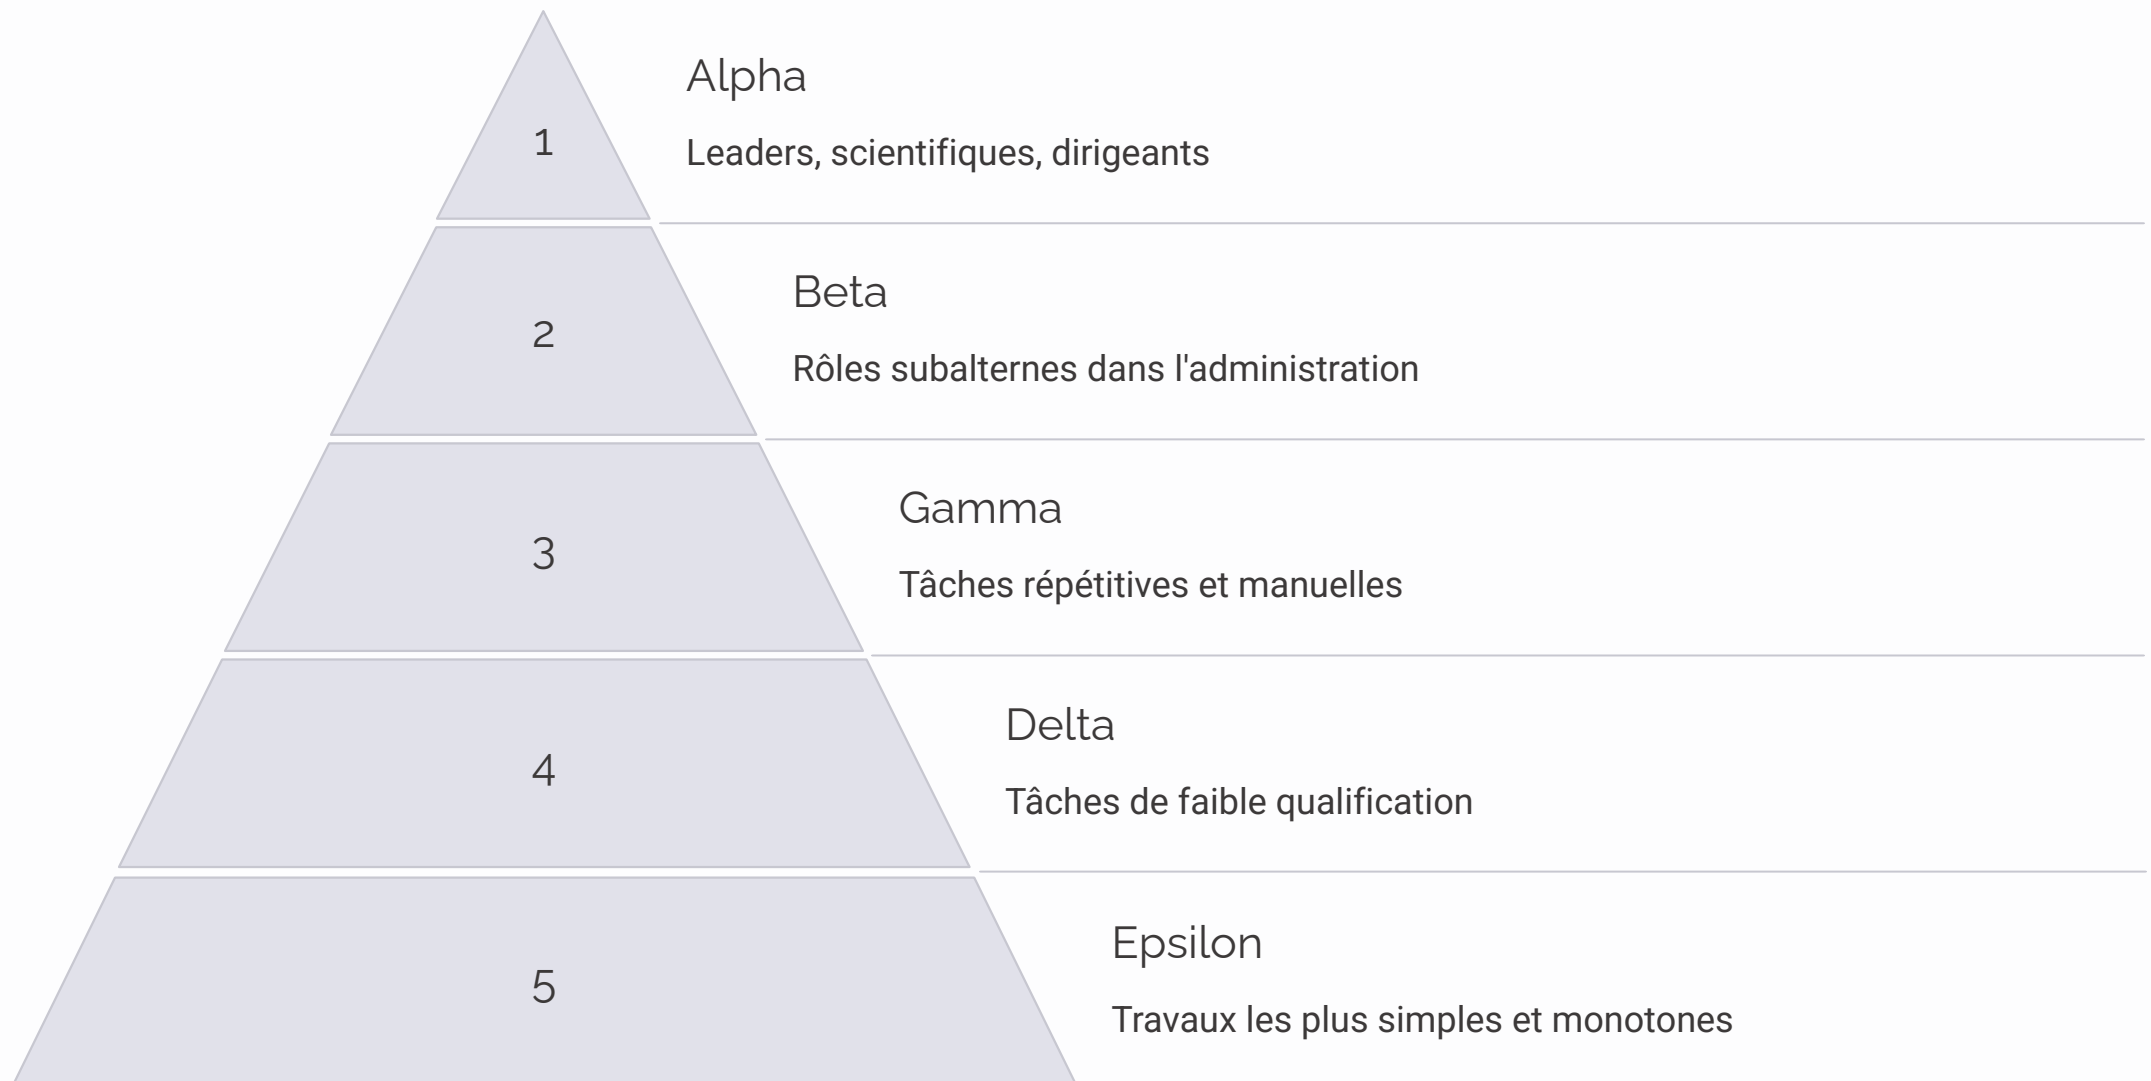 1
Alpha
Leaders, scientifiques, dirigeants
2
Beta
Rôles subalternes dans l'administration
3
Gamma
Tâches répétitives et manuelles
4
Delta
Tâches de faible qualification
5
Epsilon
Travaux les plus simples et monotones